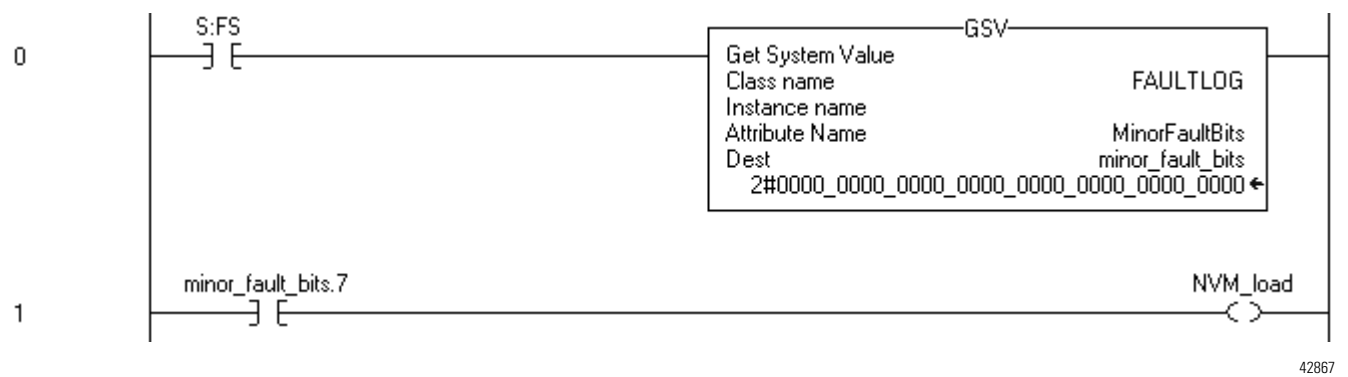 S:FS
GSV
0
Get System Value
Class name FAULTLOG
Instance name
Attribute Name MinorFaultBits
Dest minor_fault_bits
2#0000_0000_0000_0000_0000_0000_0000_0000
minor_fault_bits.7 NVM_load
1
42867